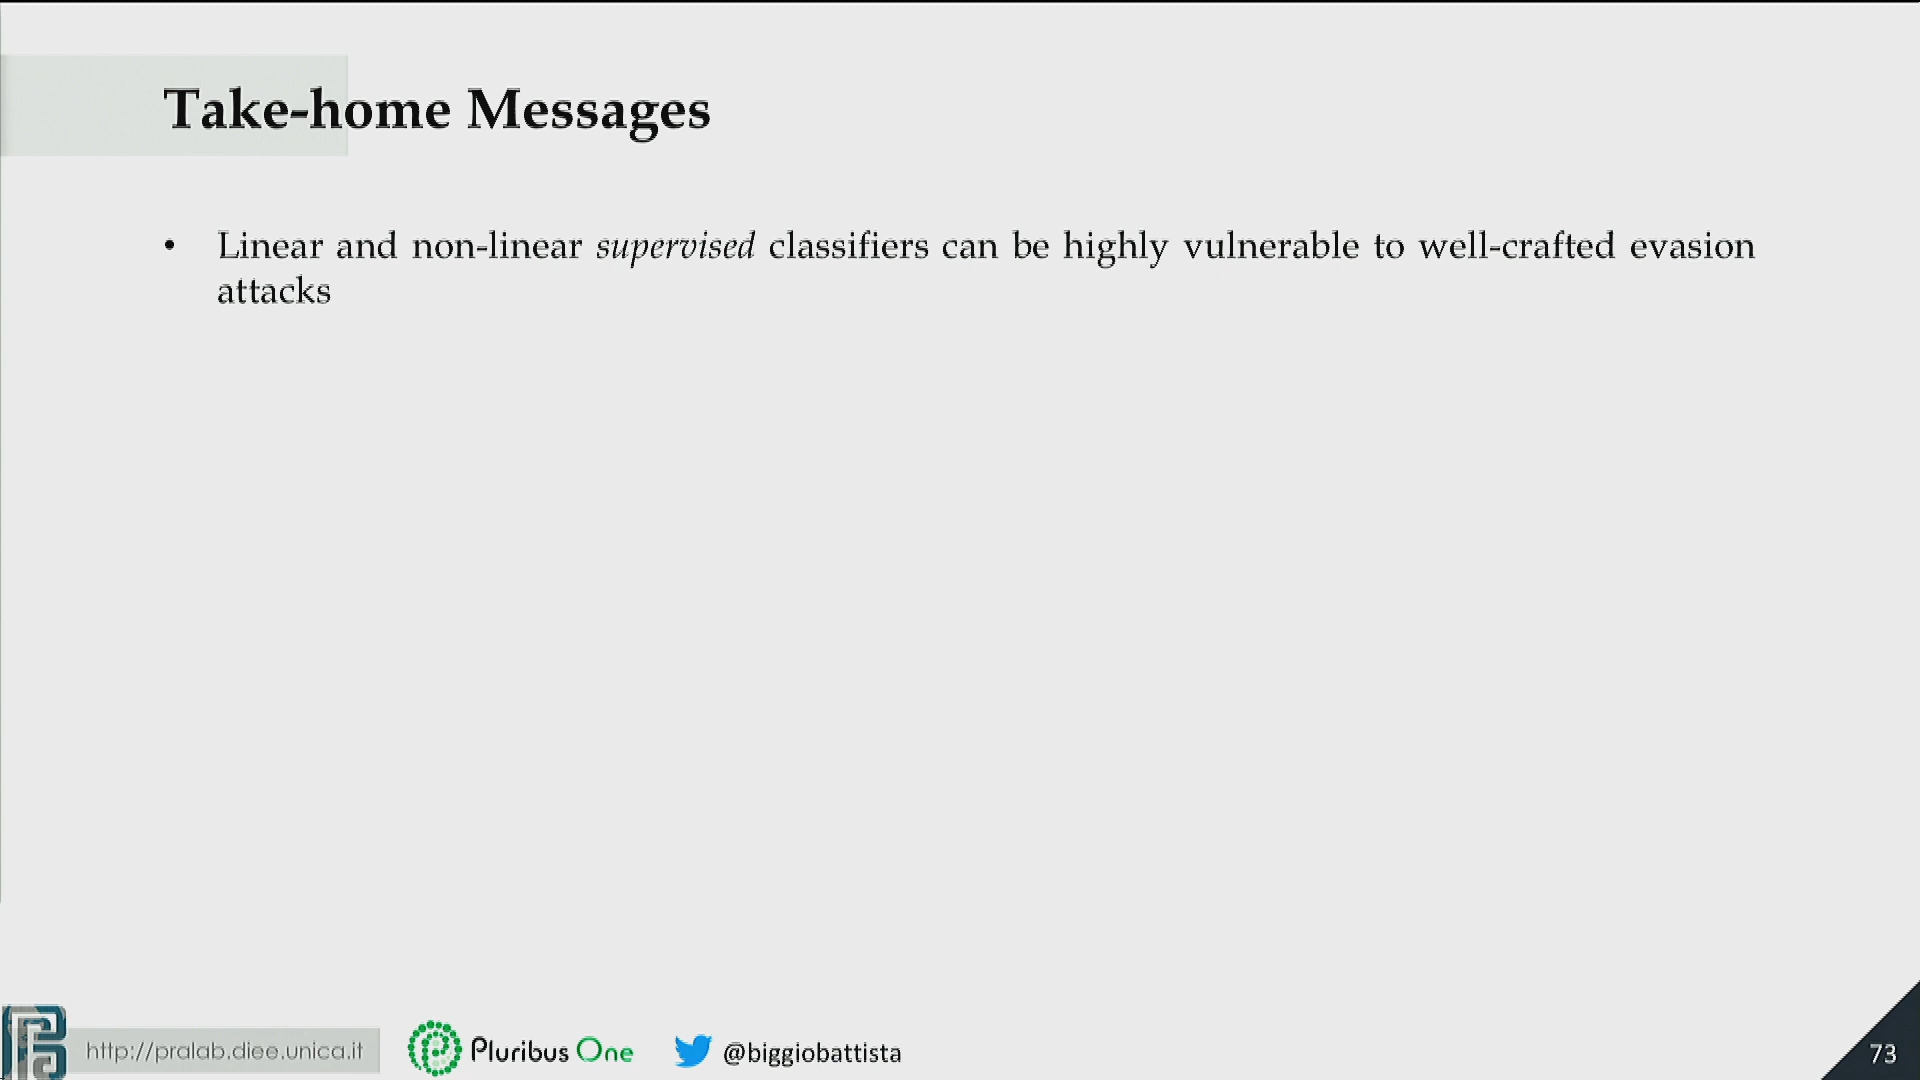 Take-home Messages
• Linear and non-linear supervised classifiers can be highly vulnerable to well-crafted evasion
attacks
http://pralab.diee.unica.it
Pluribus One
@biggiobattista
73